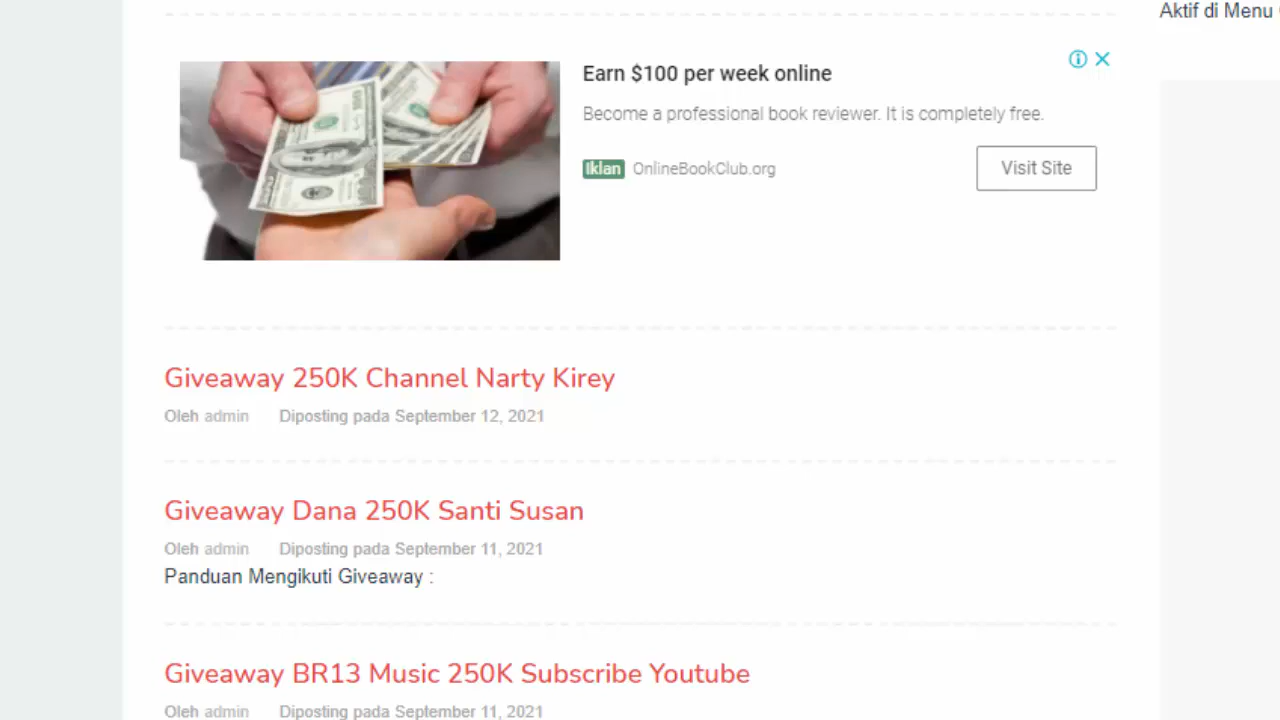 Aktif di Menu
Earn $100 per week online
Become a professional book reviewer. It is completely free.
Iklan OnlineBookClub.org
Visit Site
Giveaway 250K Channel Narty Kirey
Oleh admin Diposting pada September 12, 2021
Giveaway Dana 250K Santi Susan
Oleh admin Diposting pada September 11, 2021
Panduan Mengikuti Giveaway :
Giveaway BR13 Music 250K Subscribe Youtube
Oleh admin Diposting pada September 11, 2021